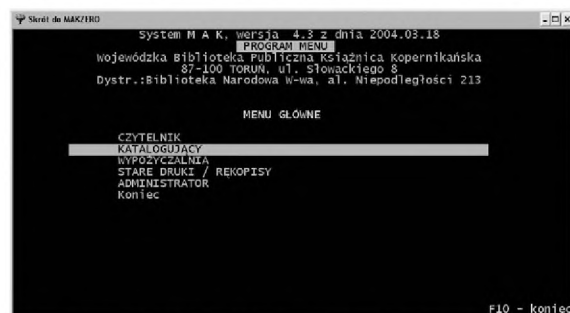 Skrót do MAKZERO
System M A K, wersja 4.3 z dnia 2004.03.18
PROGRAM MENU
Wojewódzka Biblioteka Publiczna Książnica Kopernikańska
87-100 TORUŃ, ul. Słowackiego 8
Dystr.:Biblioteka Narodowa W-wa, al. Niepodległości 213
MENU GŁÓWNE
CZYTELNIK
KATALOGUJĄCY
WYPOŻYCZALNIA
STARE DRUKI / RĘKOPISY
ADMINISTRATOR
Koniec
F10 - koniec